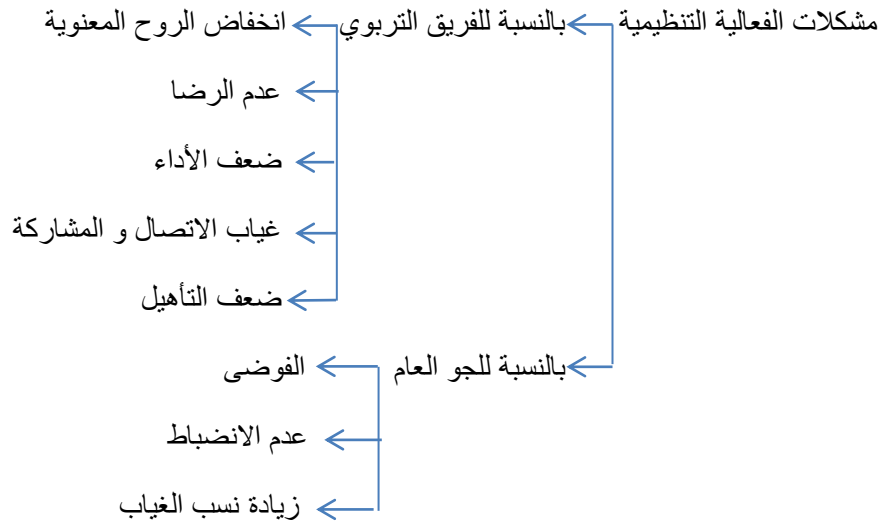 مشكلات الفعالية التنظيمية بالنسبة للفريق التربوي انخفاض الروح المعنوية
عدم الرضا
ضعف الأداء
غياب الاتصال و المشاركة
ضعف التأهيل
بالنسبة للجو العام الفوضى
عدم الانضباط
زيادة نسب الغياب